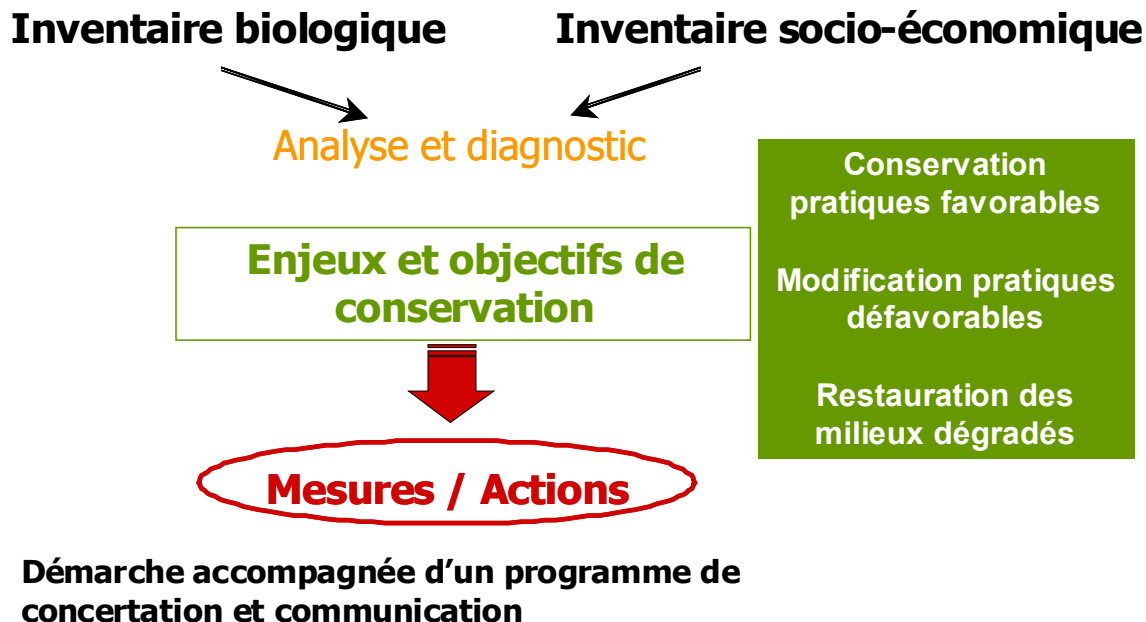 Inventaire biologique
Inventaire socio-économique
Analyse et diagnostic
Enjeux et objectifs de
conservation
Conservation
pratiques favorables
Modification pratiques
défavorables
Restauration des
milieux dégradés
Mesures / Actions
Démarche accompagnée d’un programme de
concertation et communication